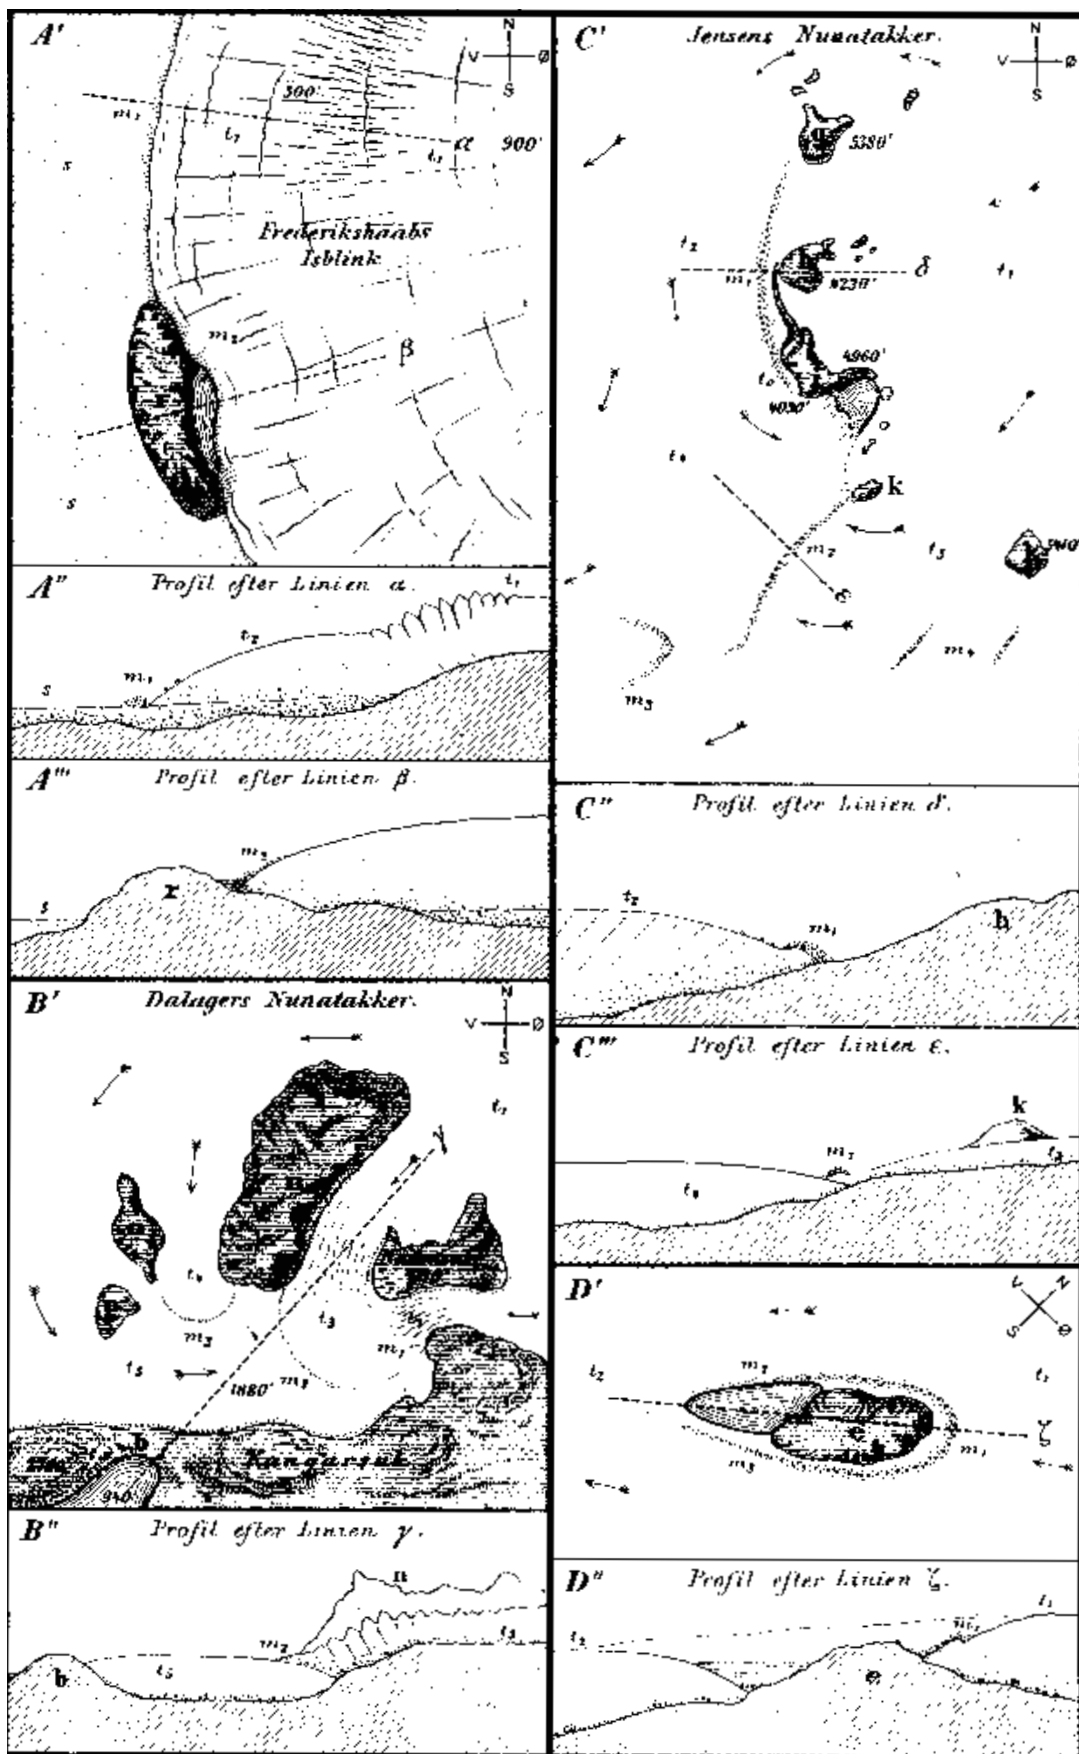 A'
N
V Ø
S
300'
m₁
t₂
α 900'
t₁
s
Frederikshaabs
Isblink
m₂
β
r
s
A''
Profil efter Linien α.
t₁
t₂
m₁
s
A'''
Profil efter Linien β.
m₂
r
s
B'
Dalagers Nunatakker.
N
V Ø
S
t₁
γ
n
t₄
m₃
t₃
m₁
t₅
1880'
m₂
b
940'
Kangarsuk
B''
Profil efter Linien γ.
n
m₂
t₃
b
t₅
C'
Jensens Nunatakker.
N
V Ø
S
5380'
t₂
m₁
h
δ
4230'
t₁
4960'
t₀
4030'
t₄
k
m₂
t₃
ε
m₃
m₄
C''
Profil efter Linien δ.
t₂
m₁
h
C'''
Profil efter Linien ε.
k
m₂
t₃
t₄
D'
V N
S Ø
t₂
m₂
t₁
e
ζ
m₁
m₃
D''
Profil efter Linien ζ.
t₁
t₂
m₁
e